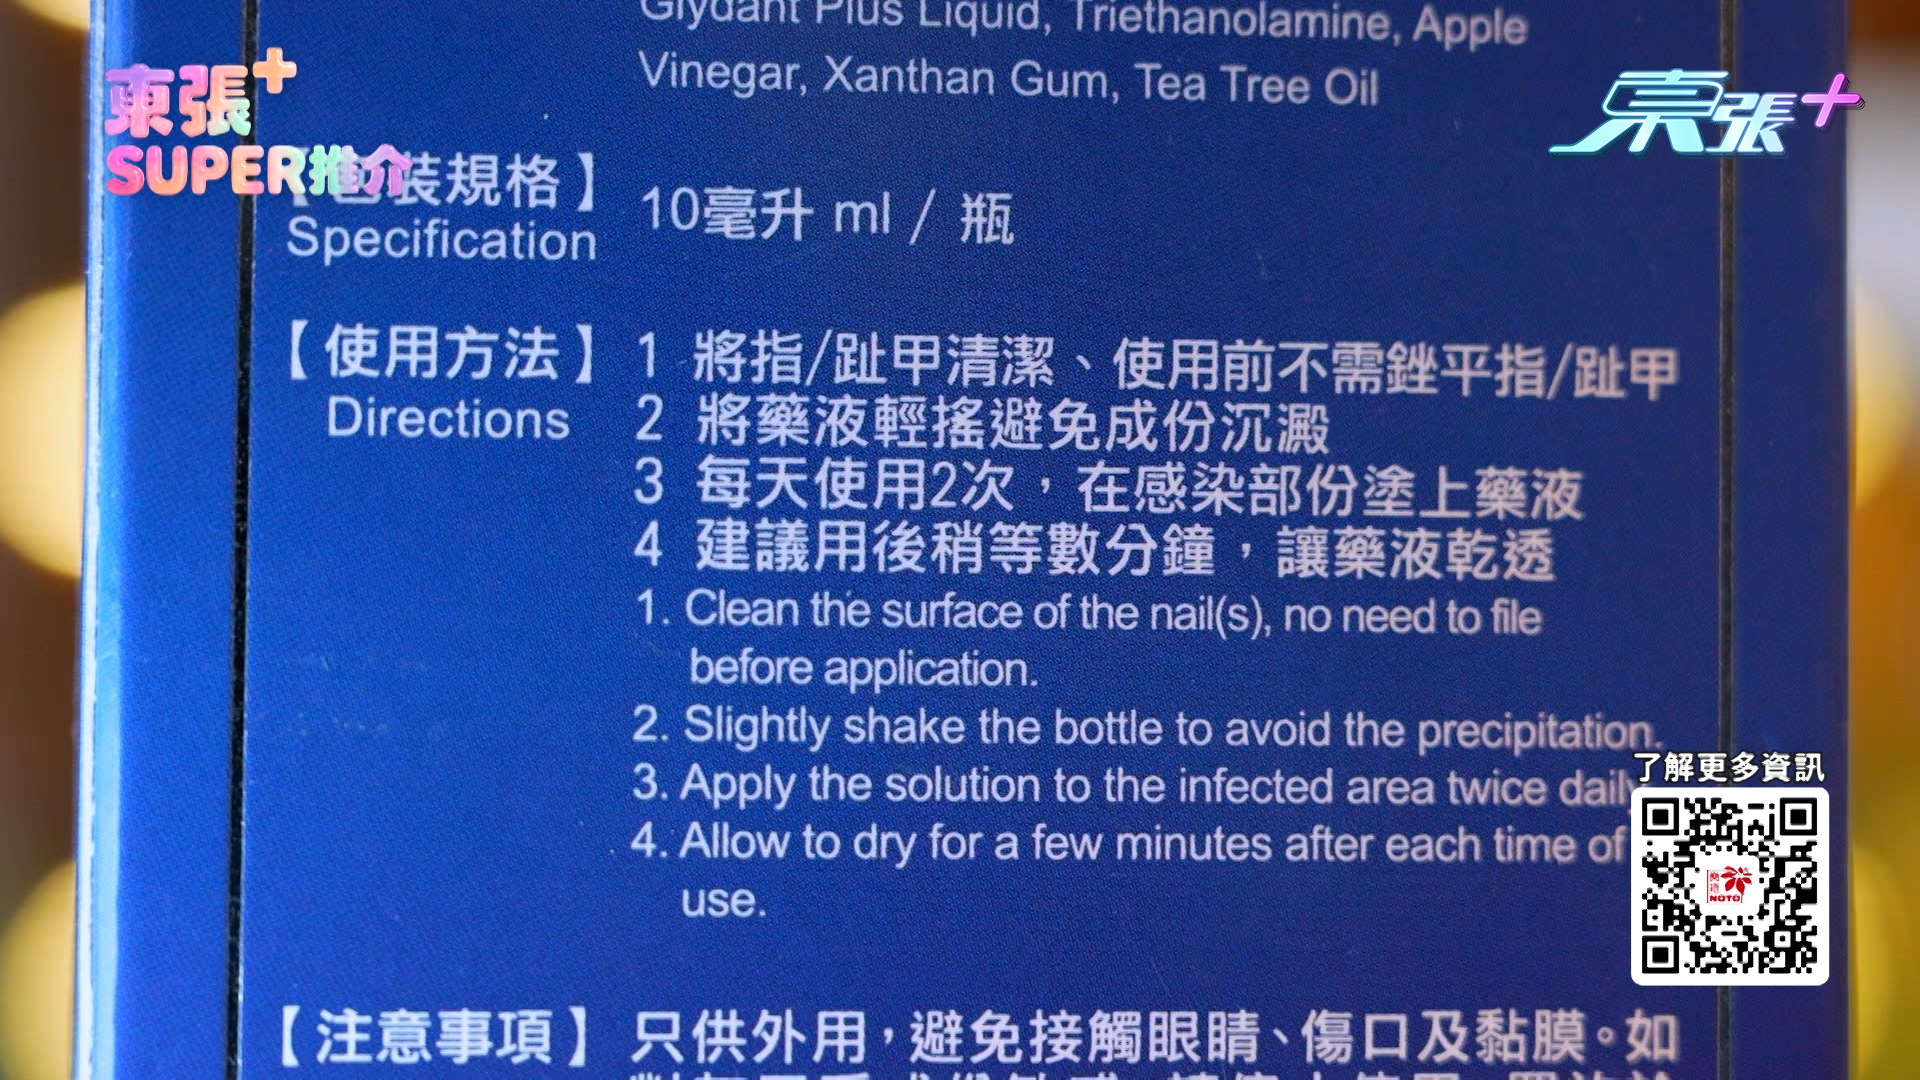 Glydant Plus Liquid, Triethanolamine, Apple
Vinegar, Xanthan Gum, Tea Tree Oil
東張+
SUPER推介
東張+
【包裝規格】 10毫升 ml / 瓶
Specification
【使用方法】 1 將指/趾甲清潔、使用前不需銼平指/趾甲
Directions 2 將藥液輕搖避免成份沉澱
3 每天使用2次，在感染部份塗上藥液
4 建議用後稍等數分鐘，讓藥液乾透
1. Clean the surface of the nail(s), no need to file
before application.
2. Slightly shake the bottle to avoid the precipitation.
3. Apply the solution to the infected area twice daily
4. Allow to dry for a few minutes after each time of
use.
了解更多資訊
NOTO
【注意事項】 只供外用，避免接觸眼睛、傷口及黏膜。如